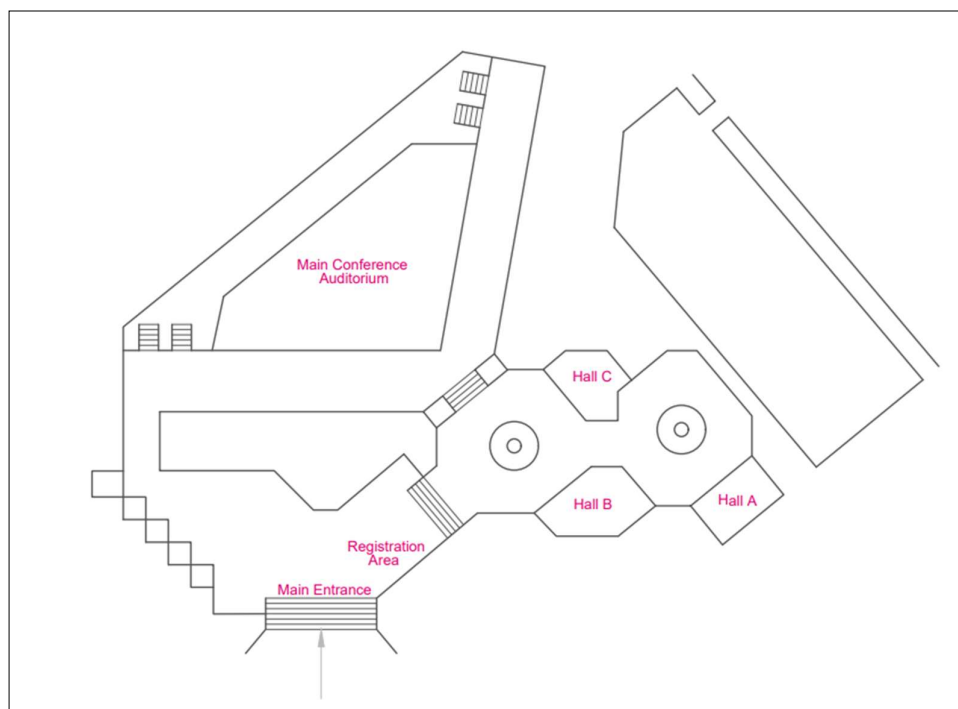 Main Conference
Auditorium
Hall C
Hall B
Hall A
Registration
Area
Main Entrance